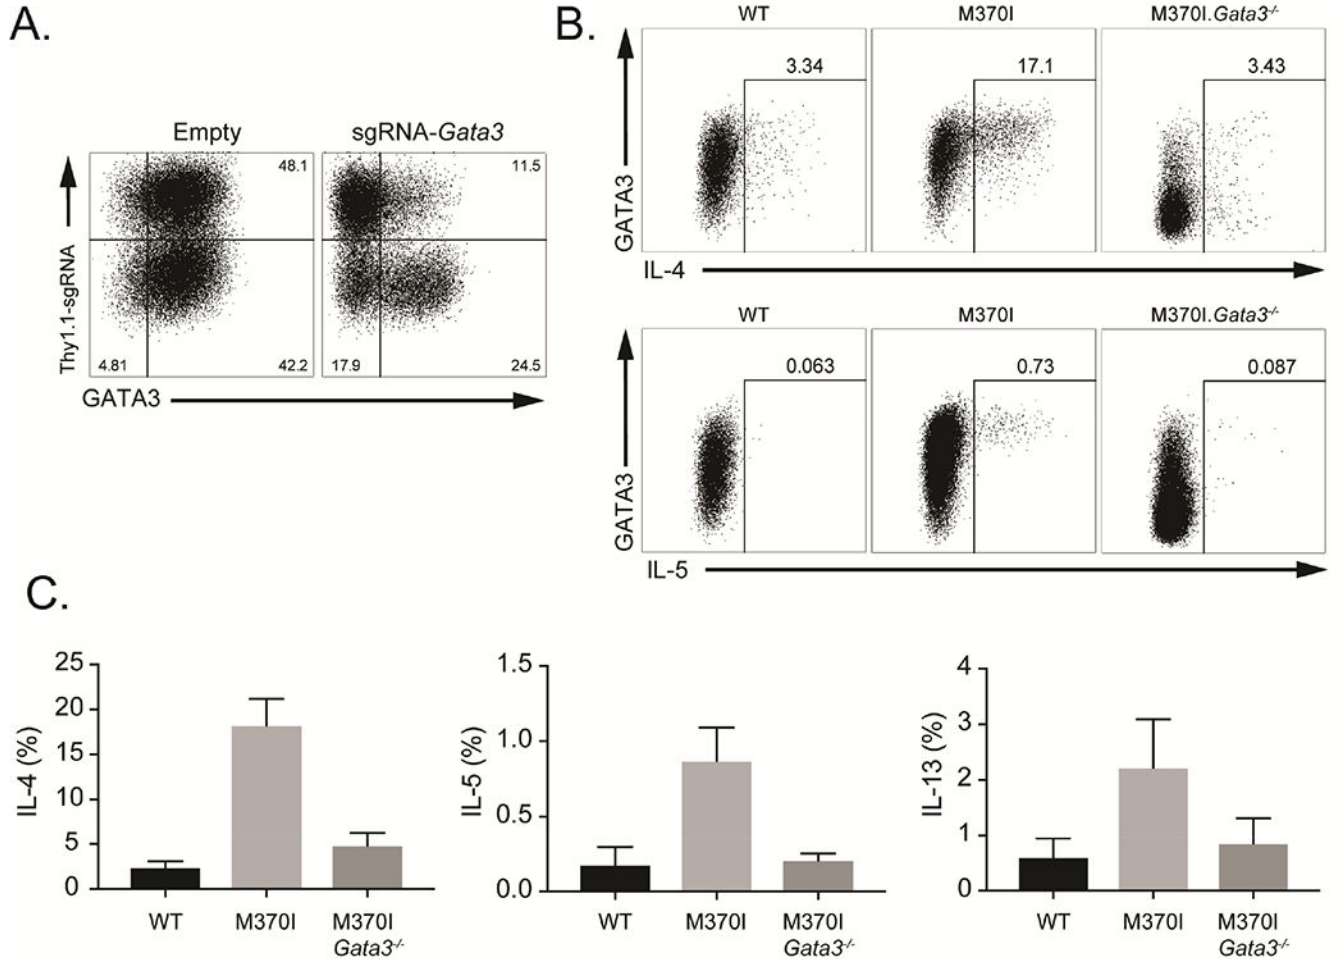 A.
Empty
sgRNA-Gata3
48.1
11.5
4.81
42.2
17.9
24.5
Thy1.1-sgRNA
GATA3
B.
WT
M370I
M370I.Gata3-/-
3.34
17.1
3.43
GATA3
IL-4
WT
M370I
M370I.Gata3-/-
0.063
0.73
0.087
GATA3
IL-5
C.
IL-4 (%)
25
20
15
10
5
0
WT
M370I
M370I
Gata3-/-
IL-5 (%)
1.5
1.0
0.5
0.0
WT
M370I
M370I
Gata3-/-
IL-13 (%)
4
3
2
1
0
WT
M370I
M370I
Gata3-/-